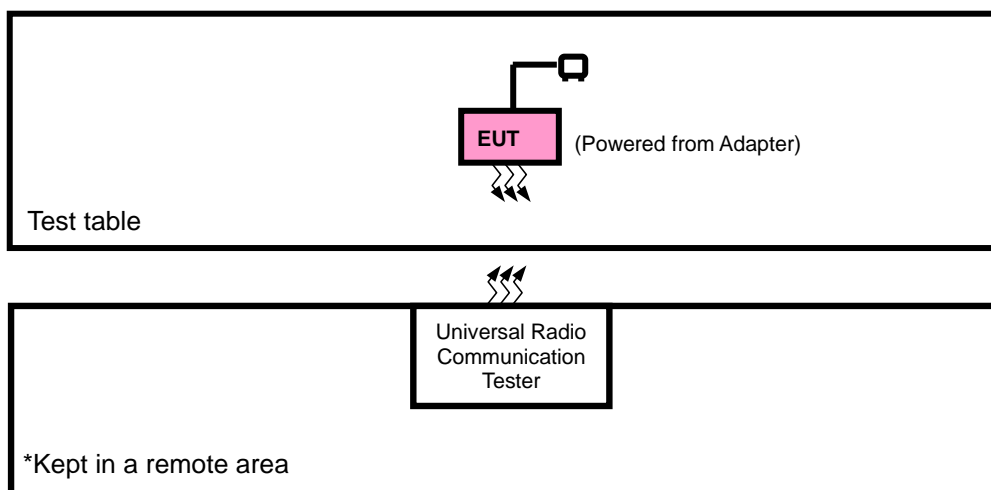 EUT
(Powered from Adapter)
Test table
Universal Radio
Communication
Tester
*Kept in a remote area